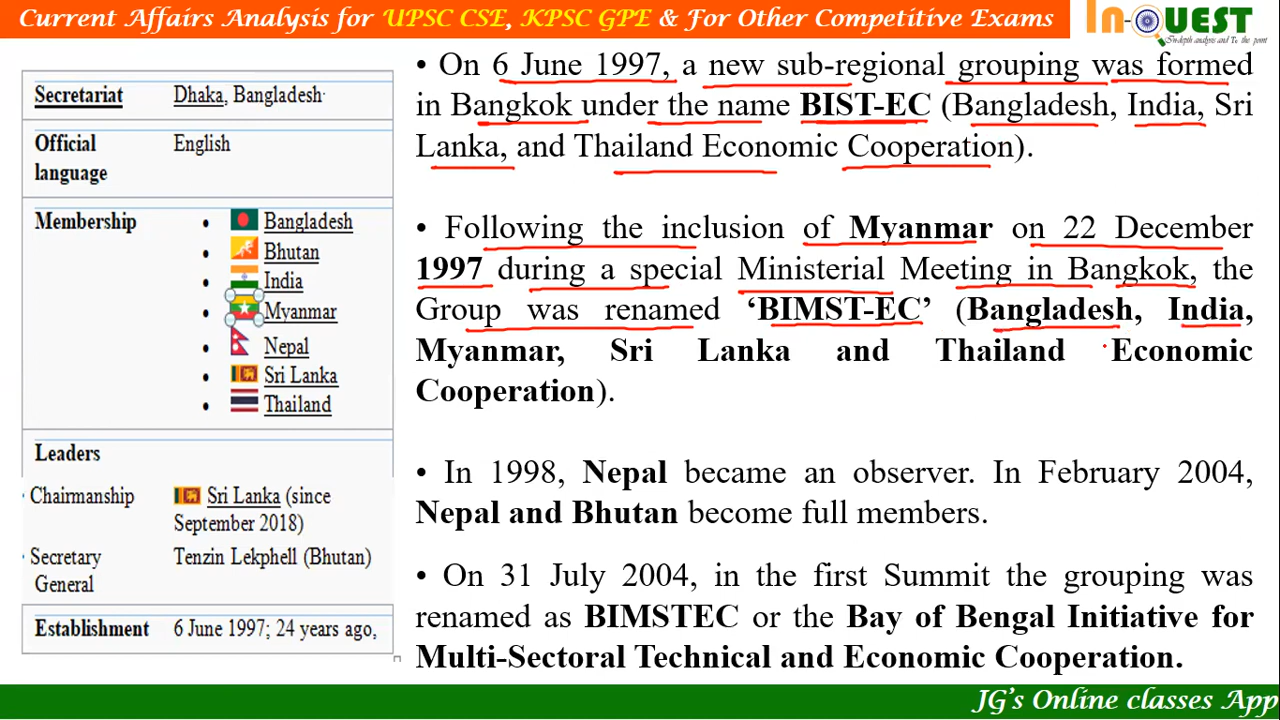 Current Affairs Analysis for UPSC CSE, KPSC GPE & For Other Competitive Exams
In-QUEST
In-depth analysis and To the point
Secretariat Dhaka, Bangladesh
Official language English
Membership
• Bangladesh
• Bhutan
• India
• Myanmar
• Nepal
• Sri Lanka
• Thailand
Leaders
Chairmanship Sri Lanka (since
September 2018)
Secretary General Tenzin Lekphell (Bhutan)
Establishment 6 June 1997; 24 years ago,
• On 6 June 1997, a new sub-regional grouping was formed
in Bangkok under the name BIST-EC (Bangladesh, India, Sri
Lanka, and Thailand Economic Cooperation).
• Following the inclusion of Myanmar on 22 December
1997 during a special Ministerial Meeting in Bangkok, the
Group was renamed ‘BIMST-EC’ (Bangladesh, India,
Myanmar, Sri Lanka and Thailand Economic
Cooperation).
• In 1998, Nepal became an observer. In February 2004,
Nepal and Bhutan become full members.
• On 31 July 2004, in the first Summit the grouping was
renamed as BIMSTEC or the Bay of Bengal Initiative for
Multi-Sectoral Technical and Economic Cooperation.
JG's Online classes App